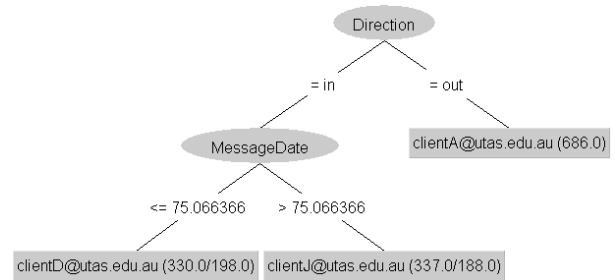 Direction
= in
= out
MessageDate
clientA@utas.edu.au (686.0)
<= 75.066366
> 75.066366
clientD@utas.edu.au (330.0/198.0)
clientJ@utas.edu.au (337.0/188.0)